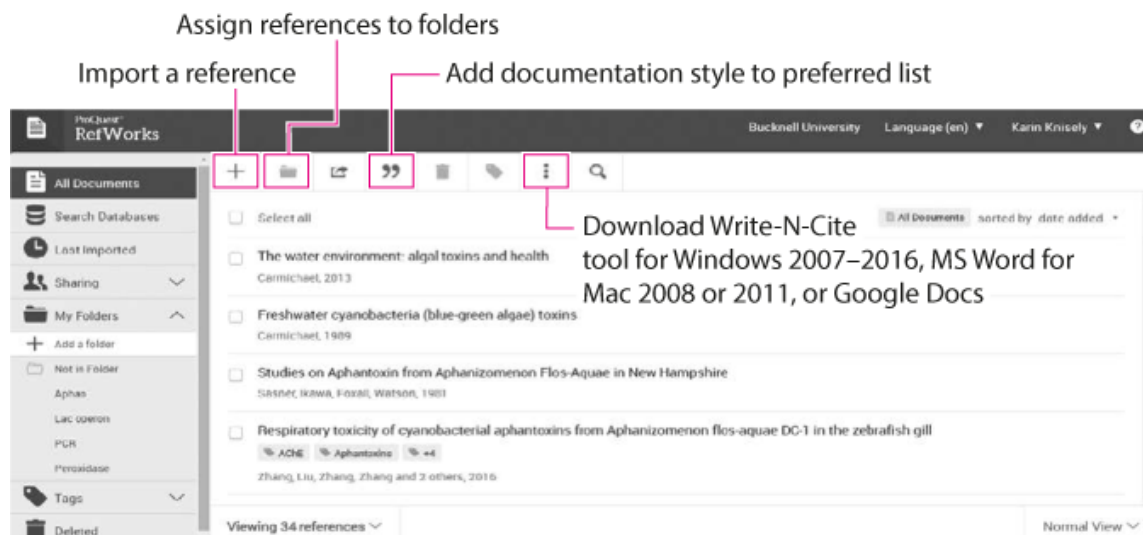 Assign references to folders
Import a reference
Add documentation style to preferred list
ProQuest
RefWorks
Bucknell University
Language (en)
Karin Knisely
?
All Documents
Search Databases
Last Imported
Sharing
My Folders
Add a folder
Not in Folder
Aphao
Lac operon
PCR
Peroxidase
Tags
Deleted
Select all
All Documents sorted by date added
Download Write-N-Cite
tool for Windows 2007–2016, MS Word for
Mac 2008 or 2011, or Google Docs
The water environment: algal toxins and health
Carmichael, 2013
Freshwater cyanobacteria (blue-green algae) toxins
Carmichael, 1989
Studies on Aphantoxin from Aphanizomenon Flos-Aquae in New Hampshire
Sasner, Ikawa, Foxall, Watson, 1981
Respiratory toxicity of cyanobacterial aphantoxins from Aphanizomenon flos-aquae DC-1 in the zebrafish gill
AChE Aphantoxins +4
Zhang, Liu, Zhang, Zhang and 2 others, 2016
Viewing 34 references
Normal View